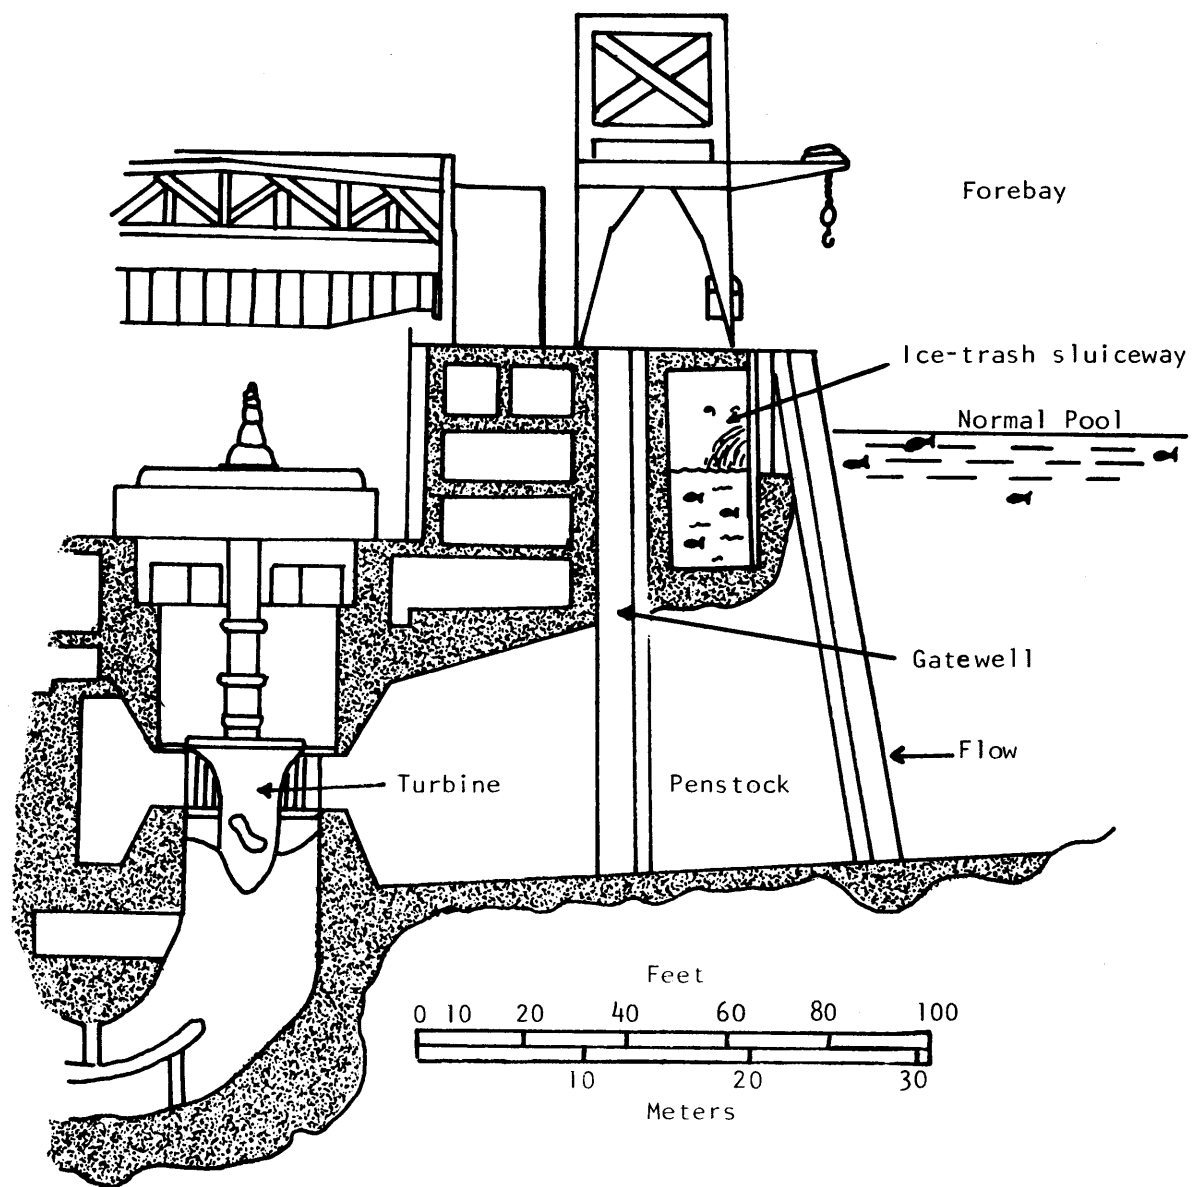 Forebay
Ice-trash sluiceway
Normal Pool
Gatewell
Flow
Turbine
Penstock
Feet
0 10 20 40 60 80 100
10 20 30
Meters